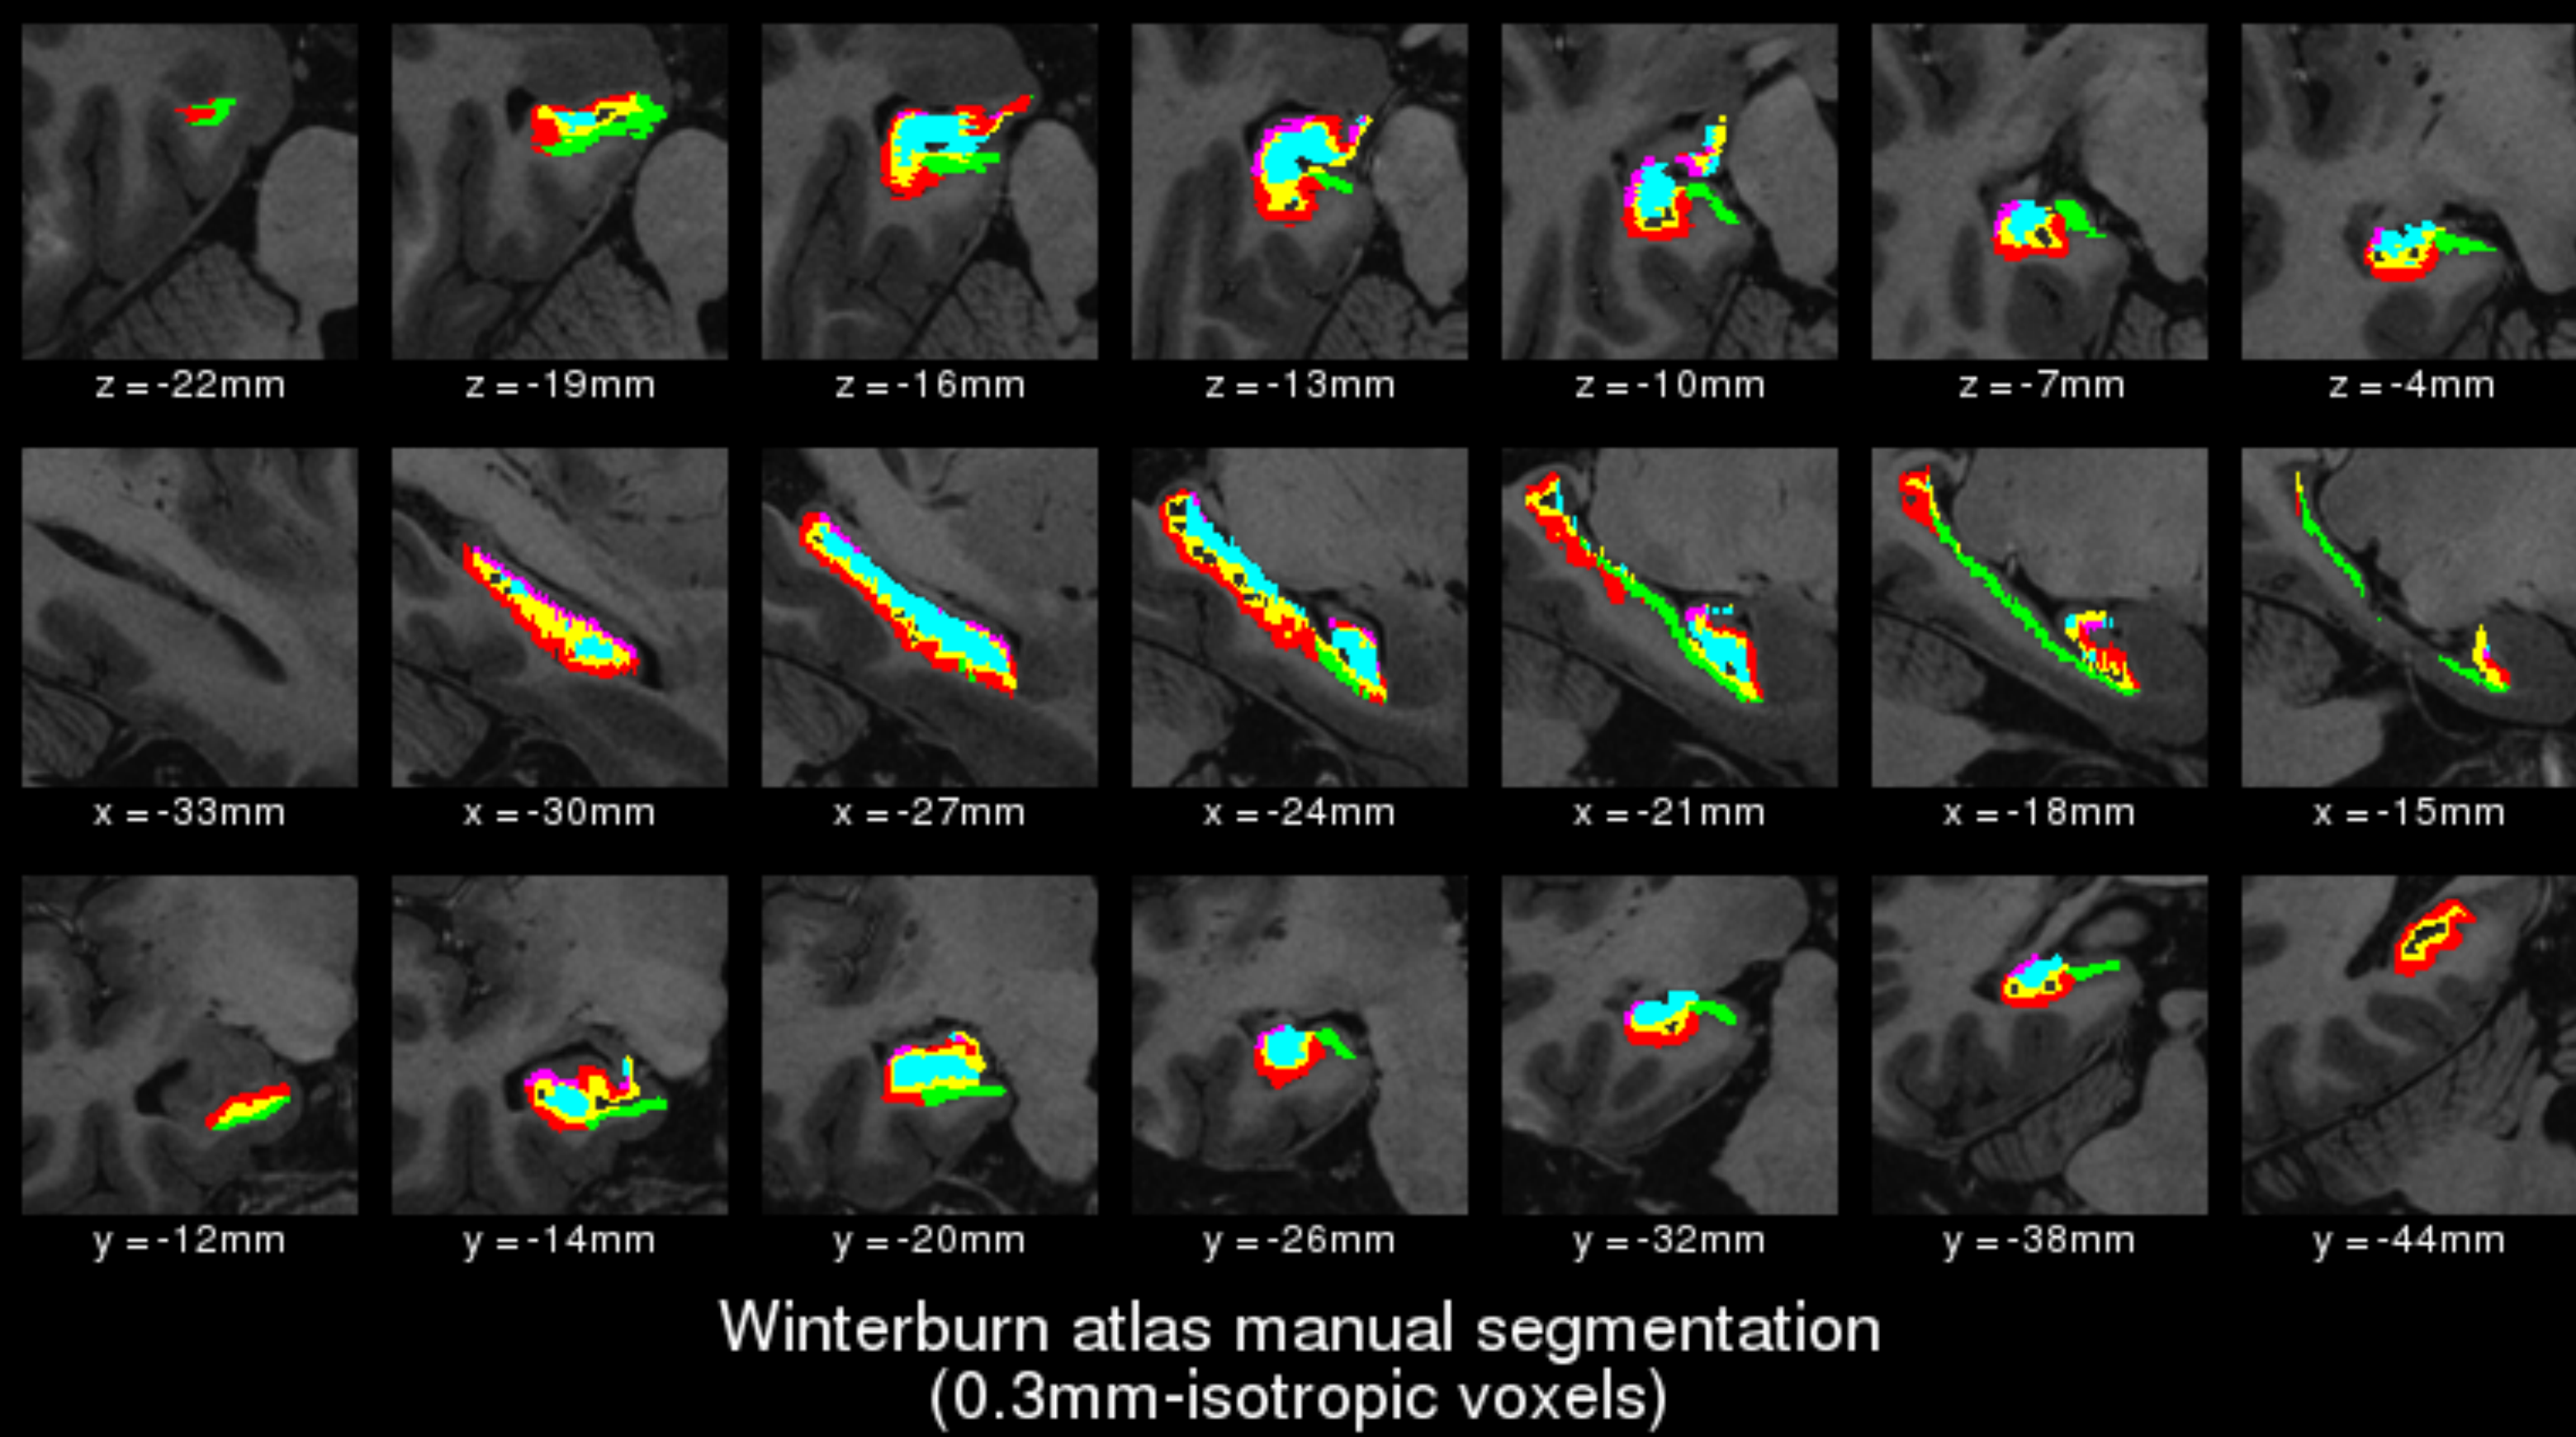 z =-22mm z =-19mm z =-16mm z =-13mm z =-10mm z =-7mm z =-4mm
x =-33mm x =-30mm x =-27mm x =-24mm x =-21mm x =-18mm x =-15mm
y =-12mm y =-14mm y =-20mm y =-26mm y =-32mm y =-38mm y =-44mm
Winterburn atlas manual segmentation
(0.3mm-isotropic voxels)